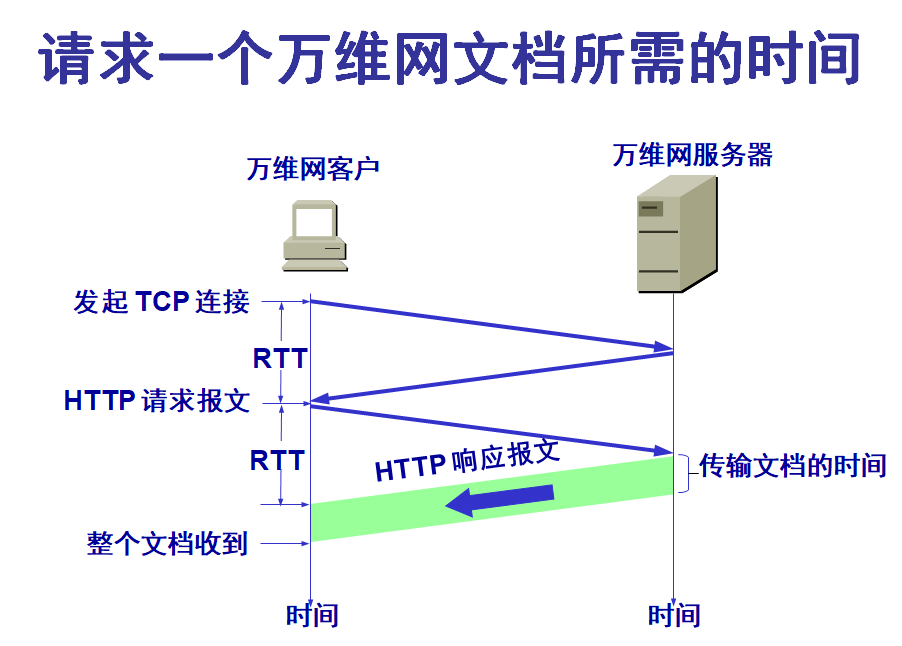 请求一个万维网文档所需的时间
万维网客户
万维网服务器
发起 TCP 连接
RTT
HTTP 请求报文
RTT
HTTP 响应报文
传输文档的时间
整个文档收到
时间
时间